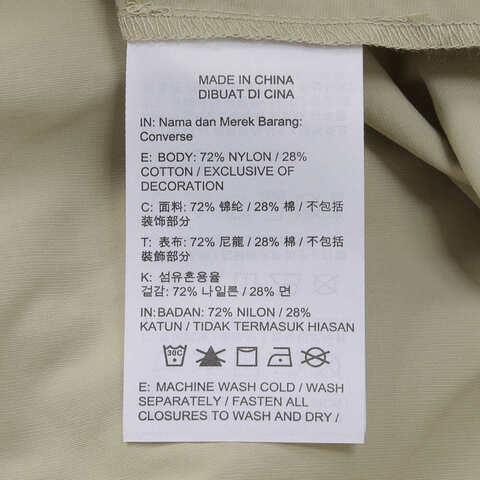 MADE IN CHINA
DIBUAT DI CINA
IN: Nama dan Merek Barang:
Converse
E: BODY: 72% NYLON / 28%
COTTON / EXCLUSIVE OF
DECORATION
C: 面料: 72% 锦纶 / 28% 棉 / 不包括
装饰部分
T: 表布: 72% 尼龍 / 28% 棉 / 不包括
裝飾部分
K: 섬유혼용율
겉감: 72% 나일론 / 28% 면
IN: BADAN: 72% NILON / 28%
KATUN / TIDAK TERMASUK HIASAN
30C
E: MACHINE WASH COLD / WASH
SEPARATELY / FASTEN ALL
CLOSURES TO WASH AND DRY /